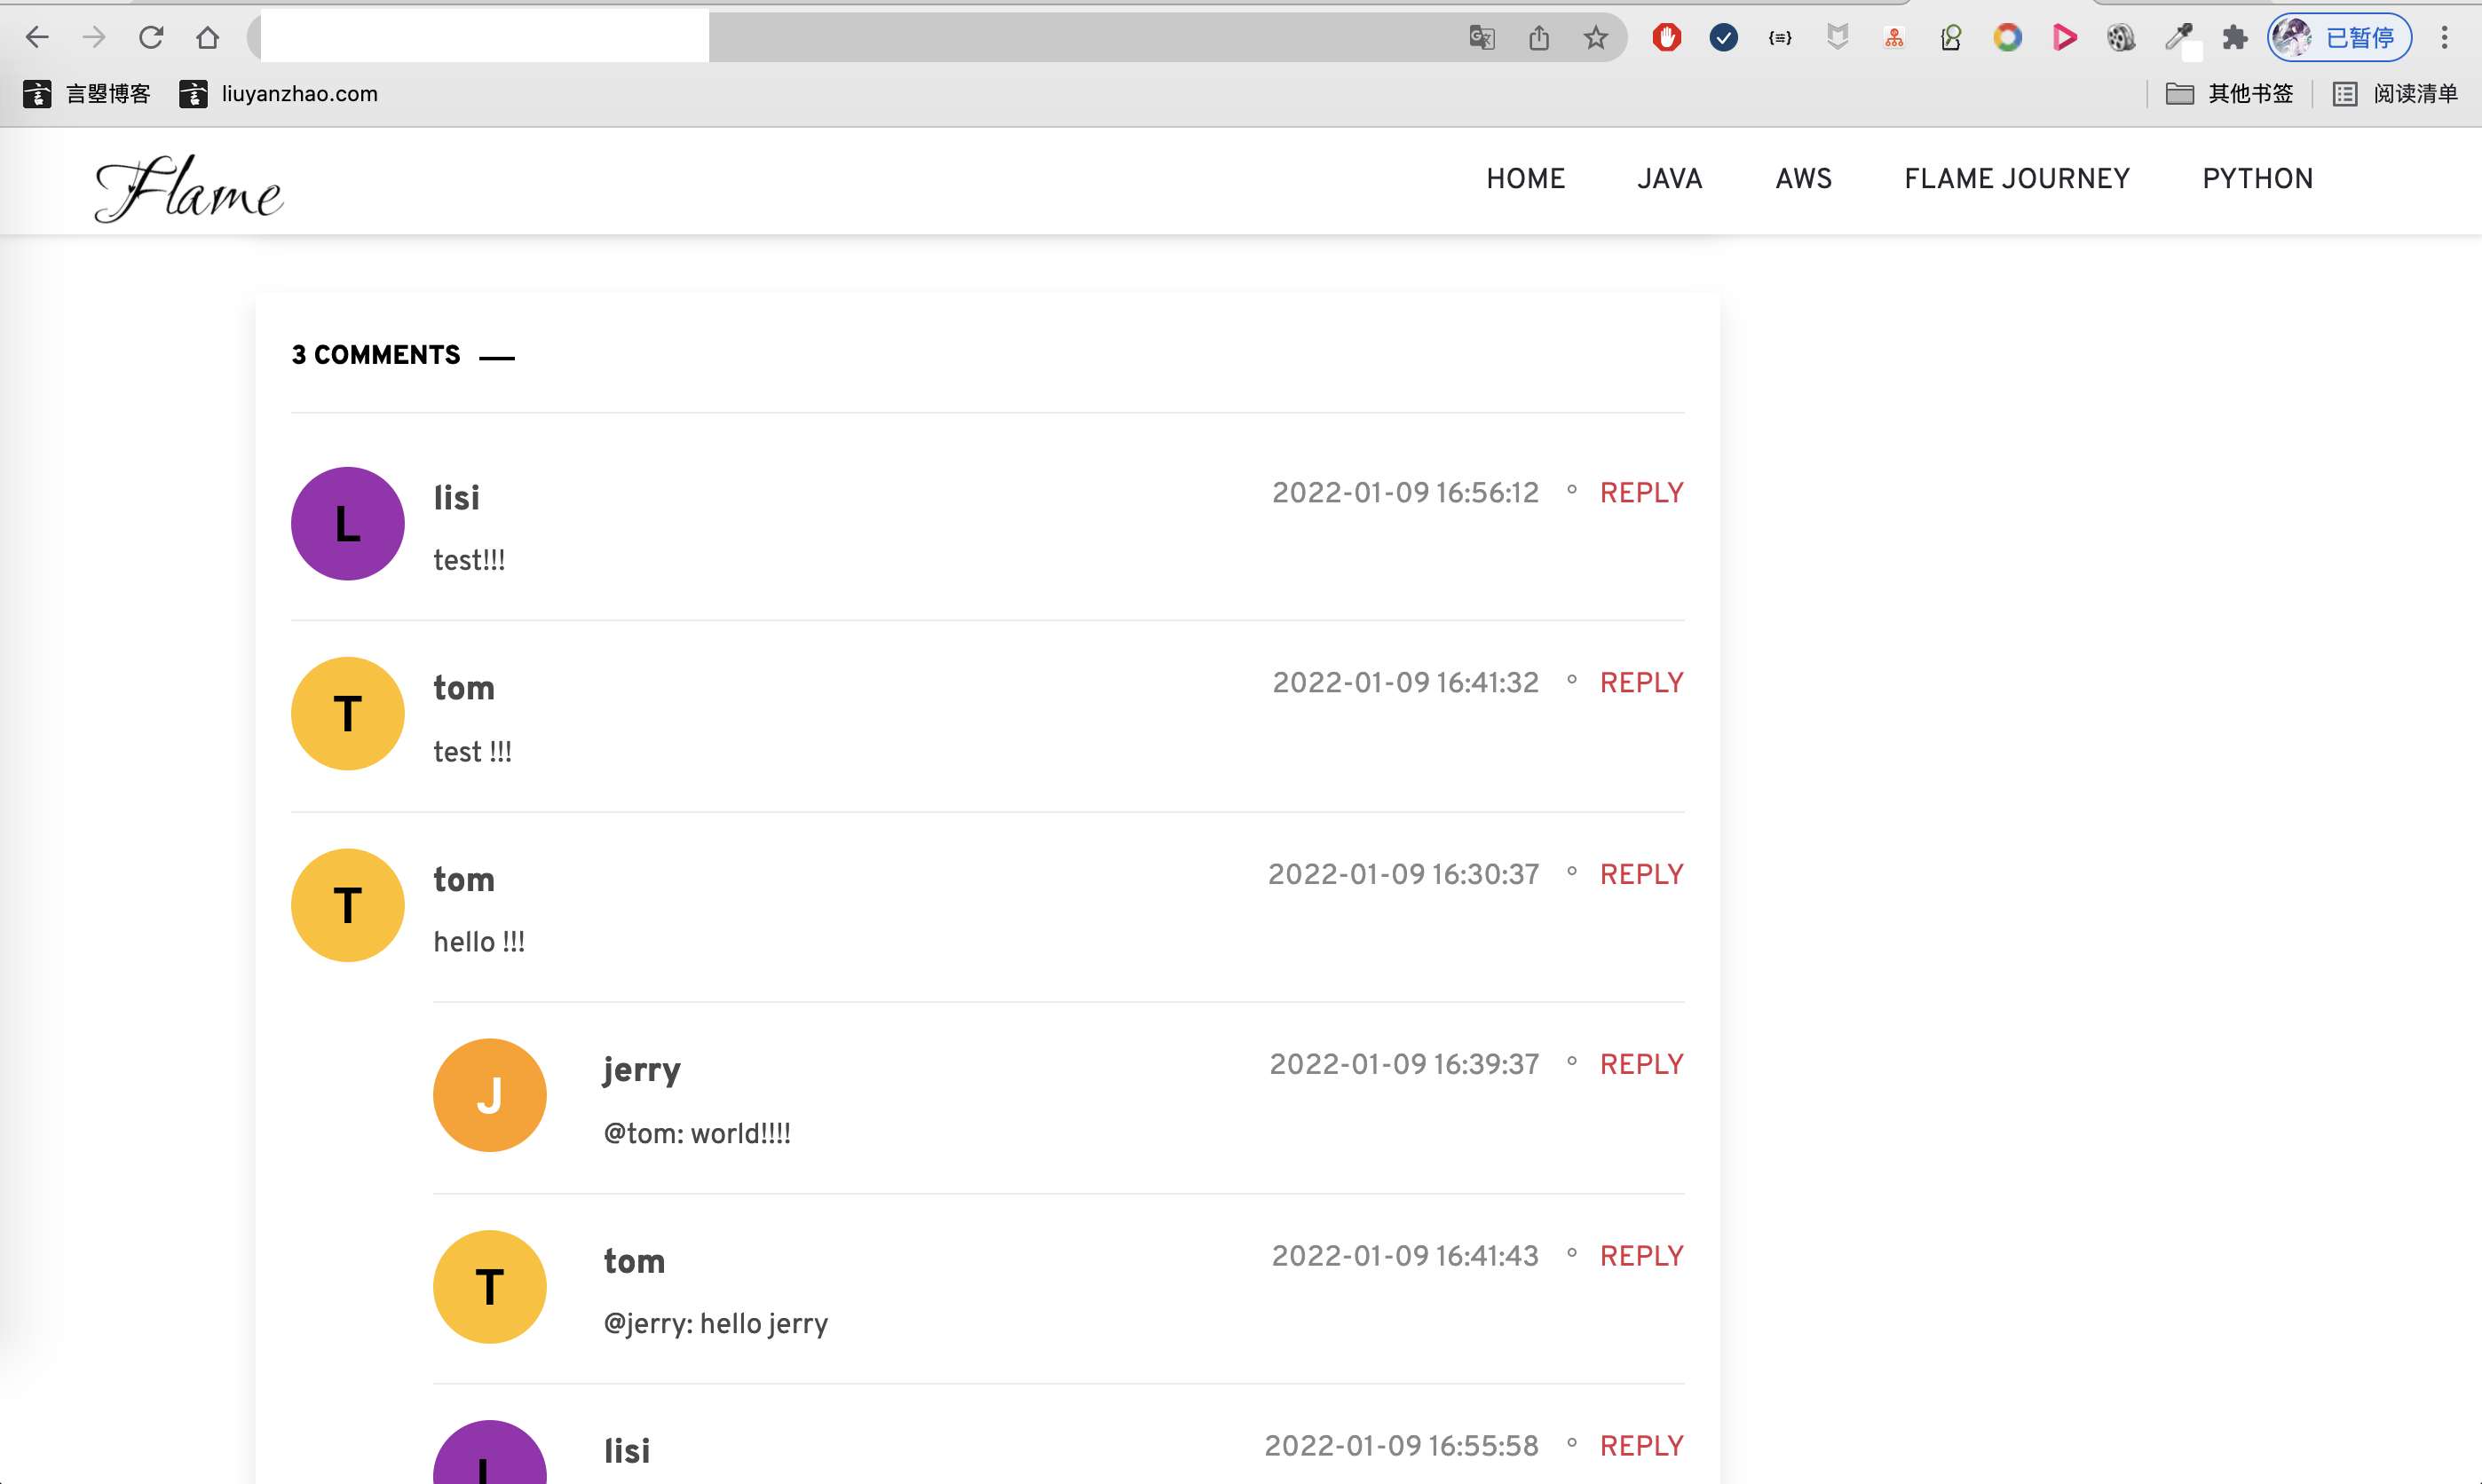 已暂停
言曌博客 liuyanzhao.com 其他书签 阅读清单
Flame HOME JAVA AWS FLAME JOURNEY PYTHON
3 COMMENTS
L lisi 2022-01-09 16:56:12 REPLY
test!!!
T tom 2022-01-09 16:41:32 REPLY
test !!!
T tom 2022-01-09 16:30:37 REPLY
hello !!!
J jerry 2022-01-09 16:39:37 REPLY
@tom: world!!!!
T tom 2022-01-09 16:41:43 REPLY
@jerry: hello jerry
L lisi 2022-01-09 16:55:58 REPLY